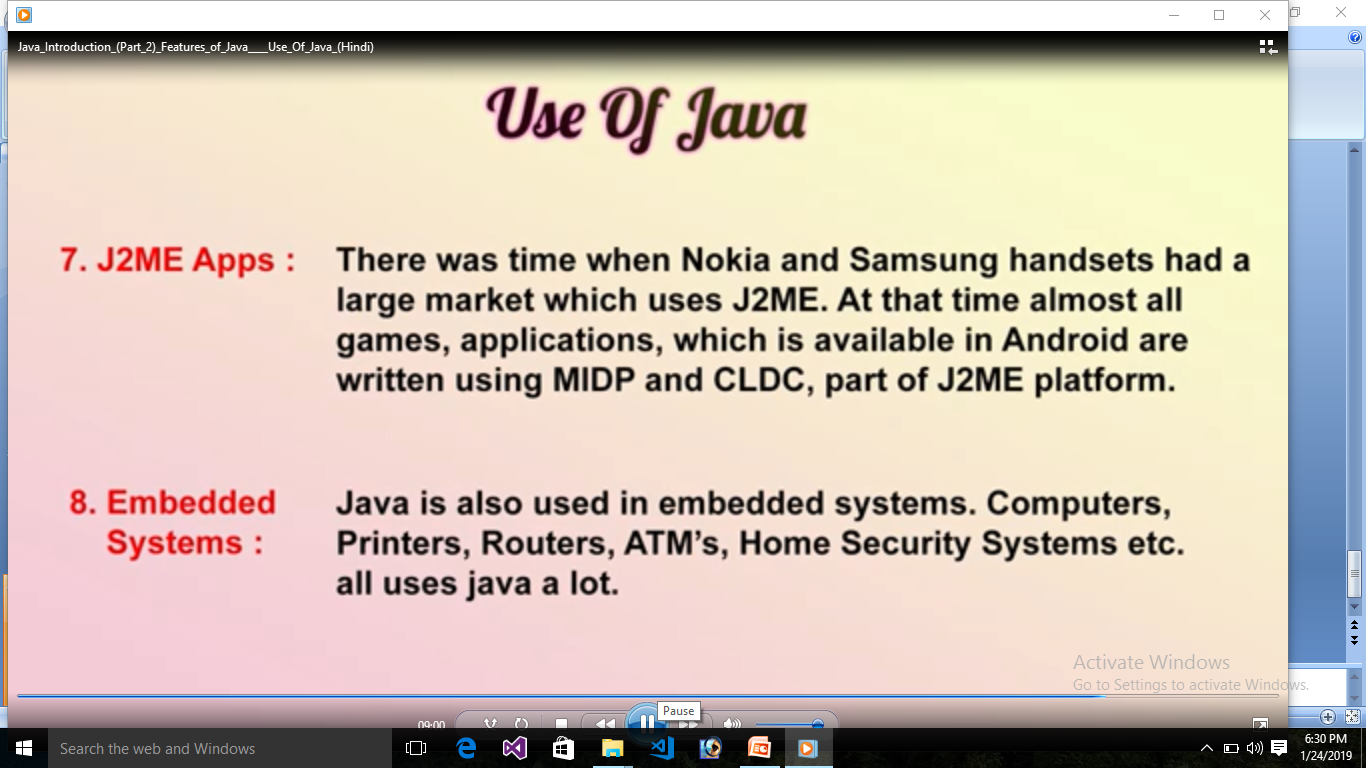 Java_Introduction_(Part_2)_Features_of_Java____Use_Of_Java_(Hindi)
Use Of Java
7. J2ME Apps :
There was time when Nokia and Samsung handsets had a
large market which uses J2ME. At that time almost all
games, applications, which is available in Android are
written using MIDP and CLDC, part of J2ME platform.
8. Embedded
Systems :
Java is also used in embedded systems. Computers,
Printers, Routers, ATM's, Home Security Systems etc.
all uses java a lot.
Activate Windows
Go to Settings to activate Windows.
09:00
Pause
Search the web and Windows
6:30 PM
1/24/2019